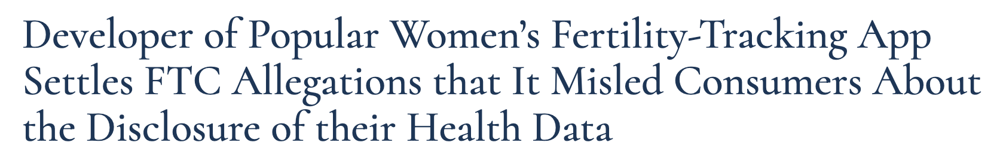 Developer of Popular Women’s Fertility-Tracking App
Settles FTC Allegations that It Misled Consumers About
the Disclosure of their Health Data